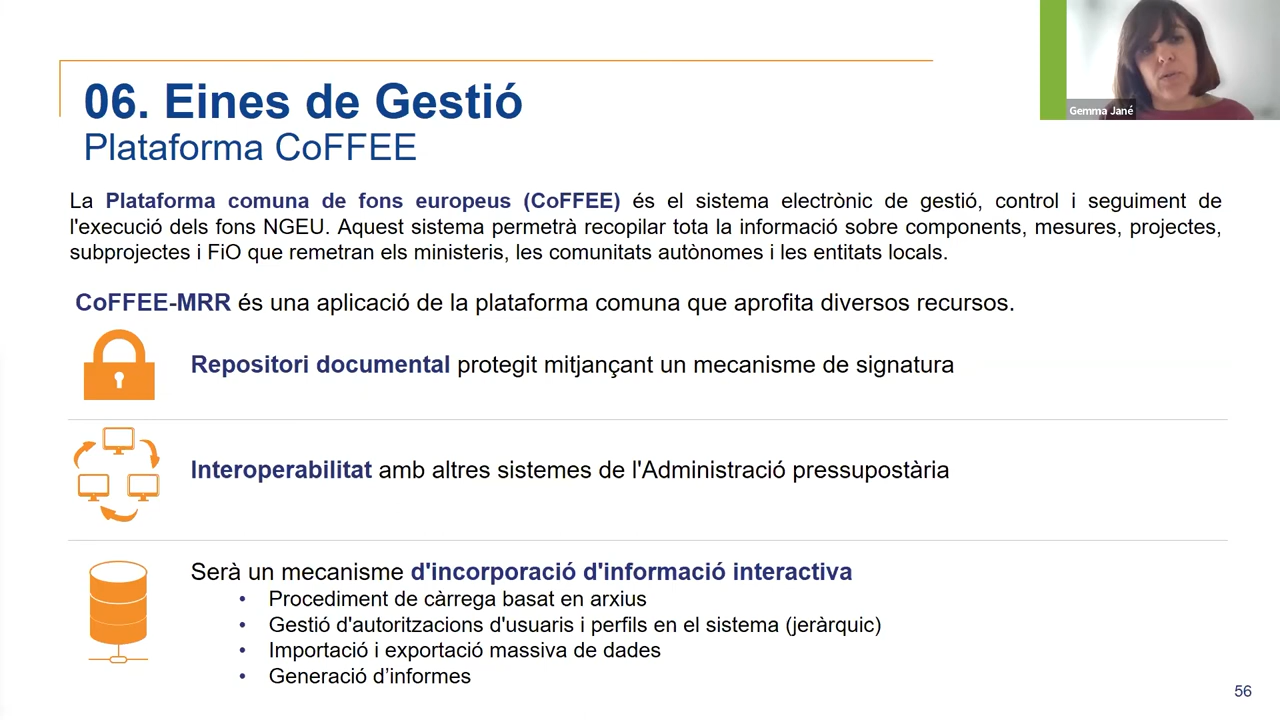 06. Eines de Gestió
Plataforma CoFFEE
Gemma Jané
La Plataforma comuna de fons europeus (CoFFEE) és el sistema electrònic de gestió, control i seguiment de
l'execució dels fons NGEU. Aquest sistema permetrà recopilar tota la informació sobre components, mesures, projectes,
subprojectes i FiO que remetran els ministeris, les comunitats autònomes i les entitats locals.
CoFFEE-MRR és una aplicació de la plataforma comuna que aprofita diversos recursos.
Repositori documental protegit mitjançant un mecanisme de signatura
Interoperabilitat amb altres sistemes de l'Administració pressupostària
Serà un mecanisme d'incorporació d'informació interactiva
• Procediment de càrrega basat en arxius
• Gestió d'autoritzacions d'usuaris i perfils en el sistema (jeràrquic)
• Importació i exportació massiva de dades
• Generació d’informes
56